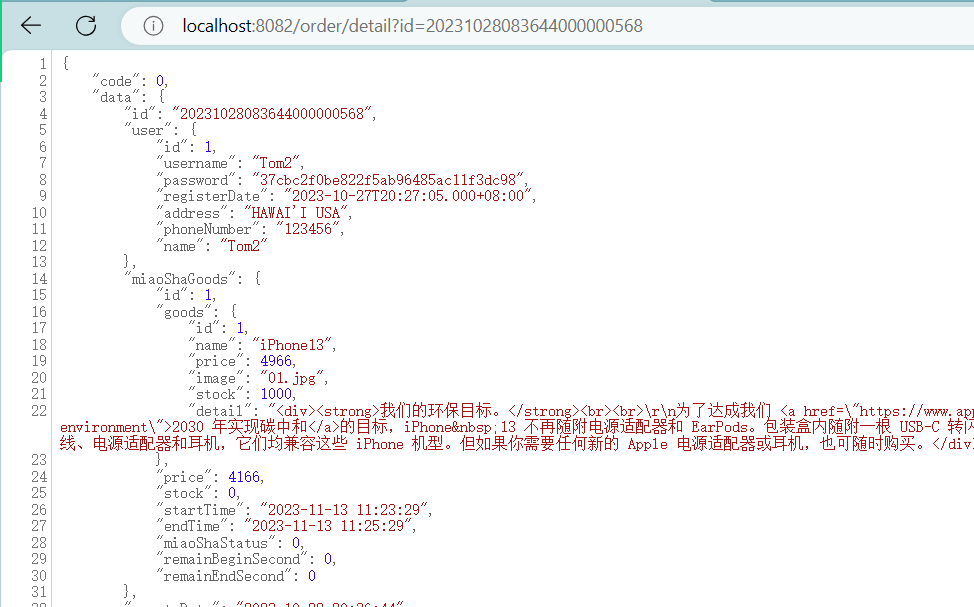 localhost:8082/order/detail?id=20231028083644000000568
1 {
2 "code": 0,
3 "data": {
4 "id": "20231028083644000000568",
5 "user": {
6 "id": 1,
7 "username": "Tom2",
8 "password": "37cbc2f0be822f5ab96485ac11f3dc98",
9 "registerDate": "2023-10-27T20:27:05.000+08:00",
10 "address": "HAWAI'I USA",
11 "phoneNumber": "123456",
12 "name": "Tom2"
13 },
14 "miaoShaGoods": {
15 "id": 1,
16 "goods": {
17 "id": 1,
18 "name": "iPhone13",
19 "price": 4966,
20 "image": "01.jpg",
21 "stock": 1000,
22 "detail": "<div><strong>我们的环保目标。</strong><br><br>\r\n为了达成我们 <a href=\"https://www.app
environment\">2030 年实现碳中和</a>的目标，iPhone&nbsp;13 不再随附电源适配器和 EarPods。包装盒内随附一根 USB-C 转闪
线、电源适配器和耳机，它们均兼容这些 iPhone 机型。但如果你需要任何新的 Apple 电源适配器或耳机，也可随时购买。</div
23 },
24 "price": 4166,
25 "stock": 0,
26 "startTime": "2023-11-13 11:23:29",
27 "endTime": "2023-11-13 11:25:29",
28 "miaoShaStatus": 0,
29 "remainBeginSecond": 0,
30 "remainEndSecond": 0
31 },